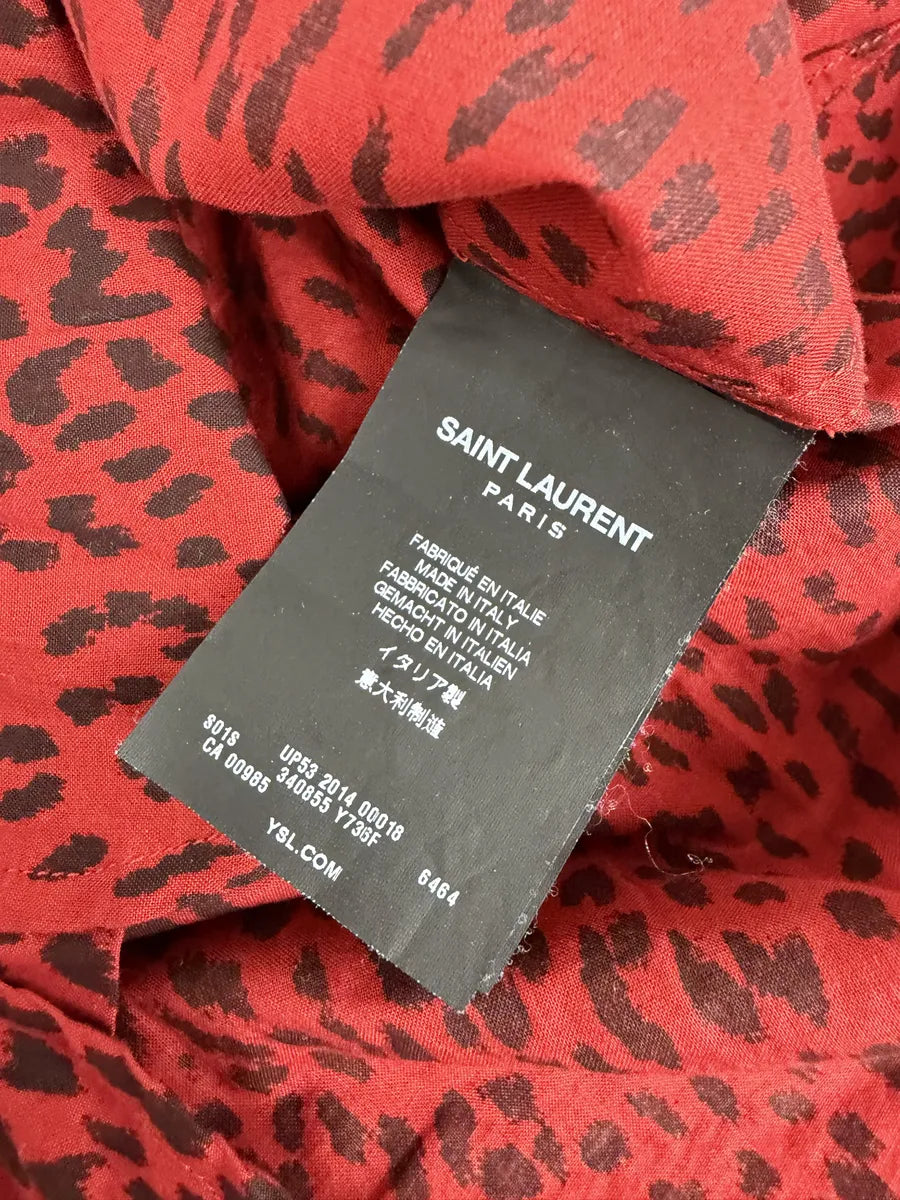 SAINT LAURENT
PARIS
FABRIQUÉ EN ITALIE
MADE IN ITALY
FABBRICATO IN ITALIA
GEMACHT IN ITALIEN
HECHO EN ITALIA
イタリア製
意大利制造
801S UP53 2014 00018
CA 00985 340855 Y736F
YSL.COM 6464